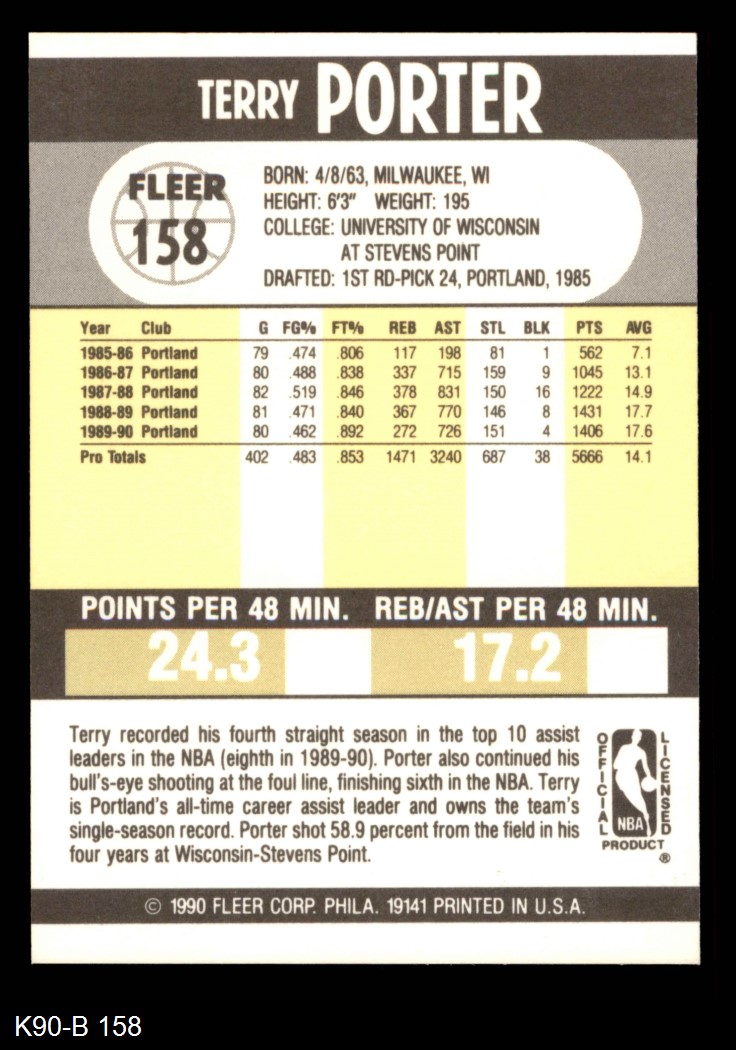 TERRY PORTER
FLEER
158
BORN: 4/8/63, MILWAUKEE, WI
HEIGHT: 6'3" WEIGHT: 195
COLLEGE: UNIVERSITY OF WISCONSIN
AT STEVENS POINT
DRAFTED: 1ST RD-PICK 24, PORTLAND, 1985
Year Club G FG% FT% REB AST STL BLK PTS AVG
1985-86 Portland 79 .474 .806 117 198 81 1 562 7.1
1986-87 Portland 80 .488 .838 337 715 159 9 1045 13.1
1987-88 Portland 82 .519 .846 378 831 150 16 1222 14.9
1988-89 Portland 81 .471 .840 367 770 146 8 1431 17.7
1989-90 Portland 80 .462 .892 272 726 151 4 1406 17.6
Pro Totals 402 .483 .853 1471 3240 687 38 5666 14.1
POINTS PER 48 MIN. REB/AST PER 48 MIN.
24.3 17.2
Terry recorded his fourth straight season in the top 10 assist
leaders in the NBA (eighth in 1989-90). Porter also continued his
bull's-eye shooting at the foul line, finishing sixth in the NBA. Terry
is Portland's all-time career assist leader and owns the team's
single-season record. Porter shot 58.9 percent from the field in his
four years at Wisconsin-Stevens Point.
OFFICIAL
LICENSED
NBA
PRODUCT
®
© 1990 FLEER CORP. PHILA. 19141 PRINTED IN U.S.A.
K90-B 158